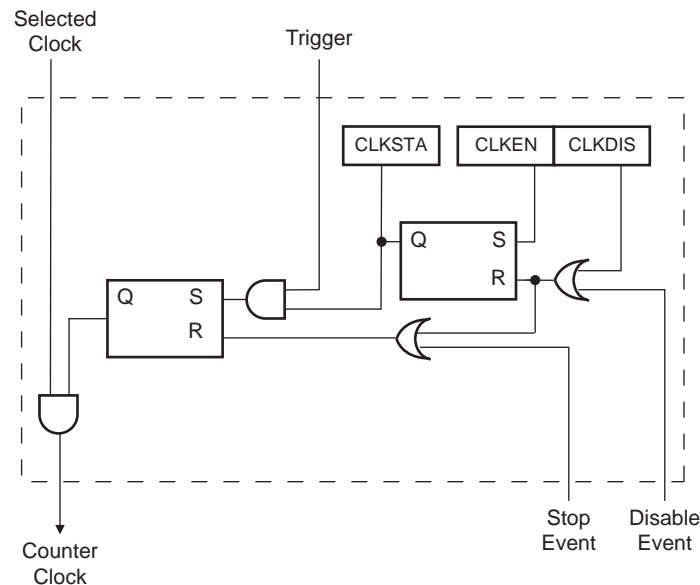 Selected
Clock
Trigger
CLKSTA
CLKEN
CLKDIS
Q
S
R
Q
S
R
Stop
Event
Disable
Event
Counter
Clock